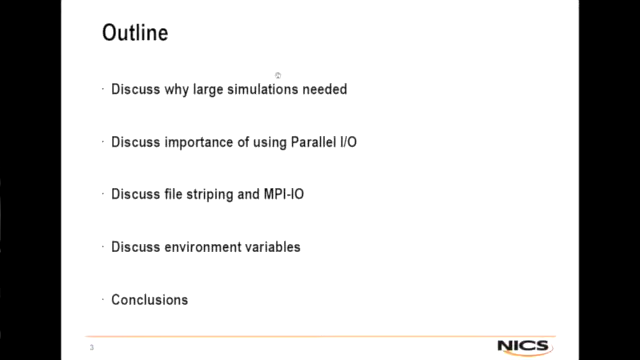 Outline
· Discuss why large simulations needed
· Discuss importance of using Parallel I/O
· Discuss file striping and MPI-IO
· Discuss environment variables
· Conclusions
3
NICS